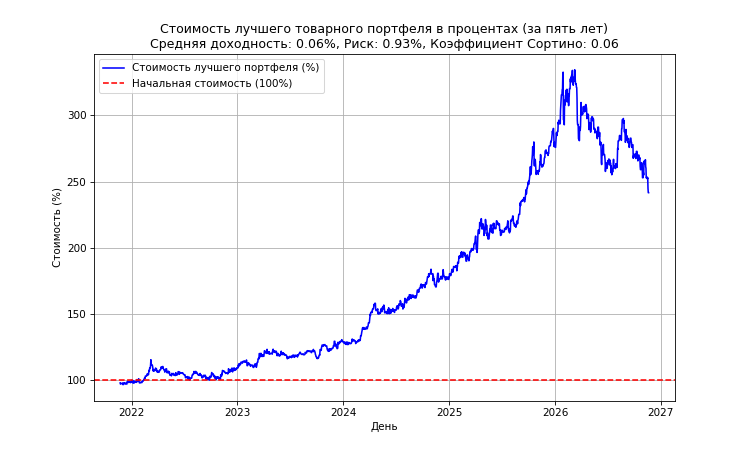 Стоимость лучшего товарного портфеля в процентах (за пять лет)
Средняя доходность: 0.06%, Риск: 0.93%, Коэффициент Сортино: 0.06
Стоимость лучшего портфеля (%)
Начальная стоимость (100%)
Стоимость (%)
300
250
200
150
100
2022 2023 2024 2025 2026 2027
День